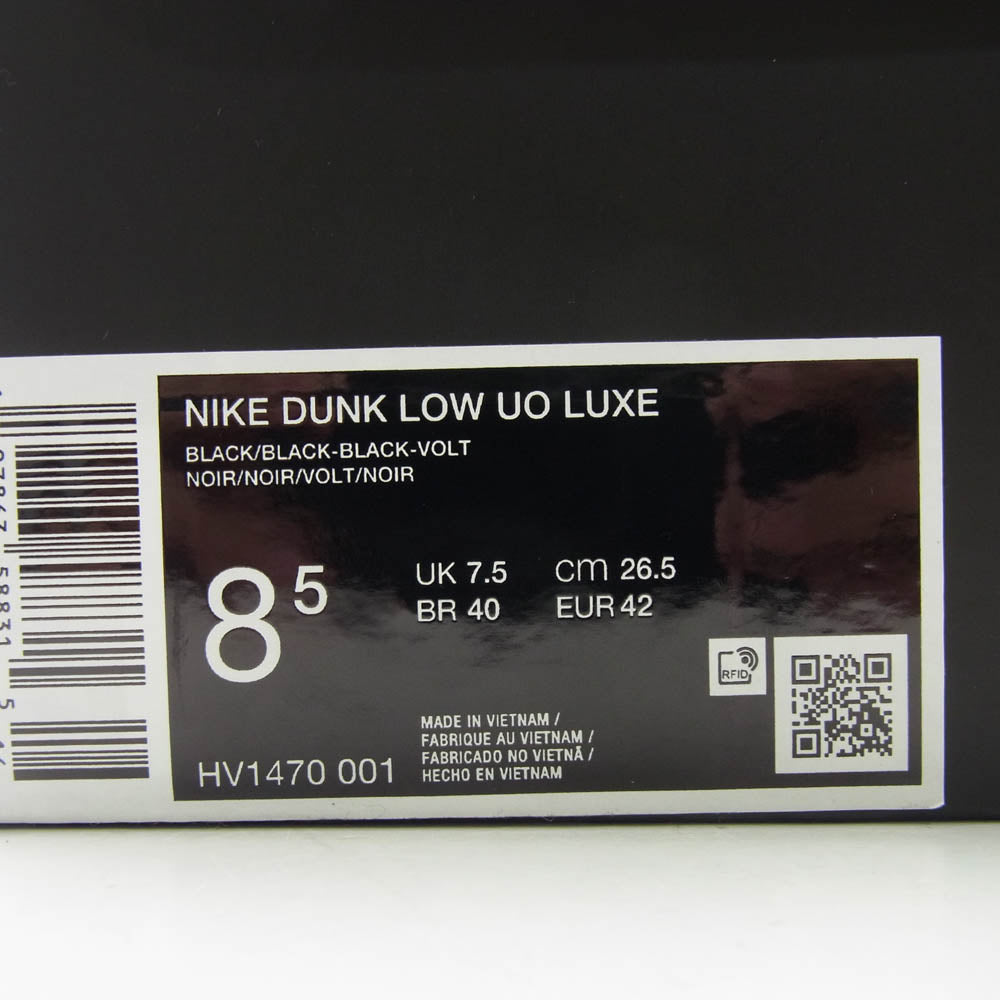 NIKE DUNK LOW UO LUXE
BLACK/BLACK-BLACK-VOLT
NOIR/NOIR/VOLT/NOIR
8 5
UK 7.5 cm 26.5
BR 40 EUR 42
RFID
MADE IN VIETNAM /
FABRIQUE AU VIETNAM /
FABRICADO NO VIETNÃ /
HECHO EN VIETNAM
HV1470 001
58831 5